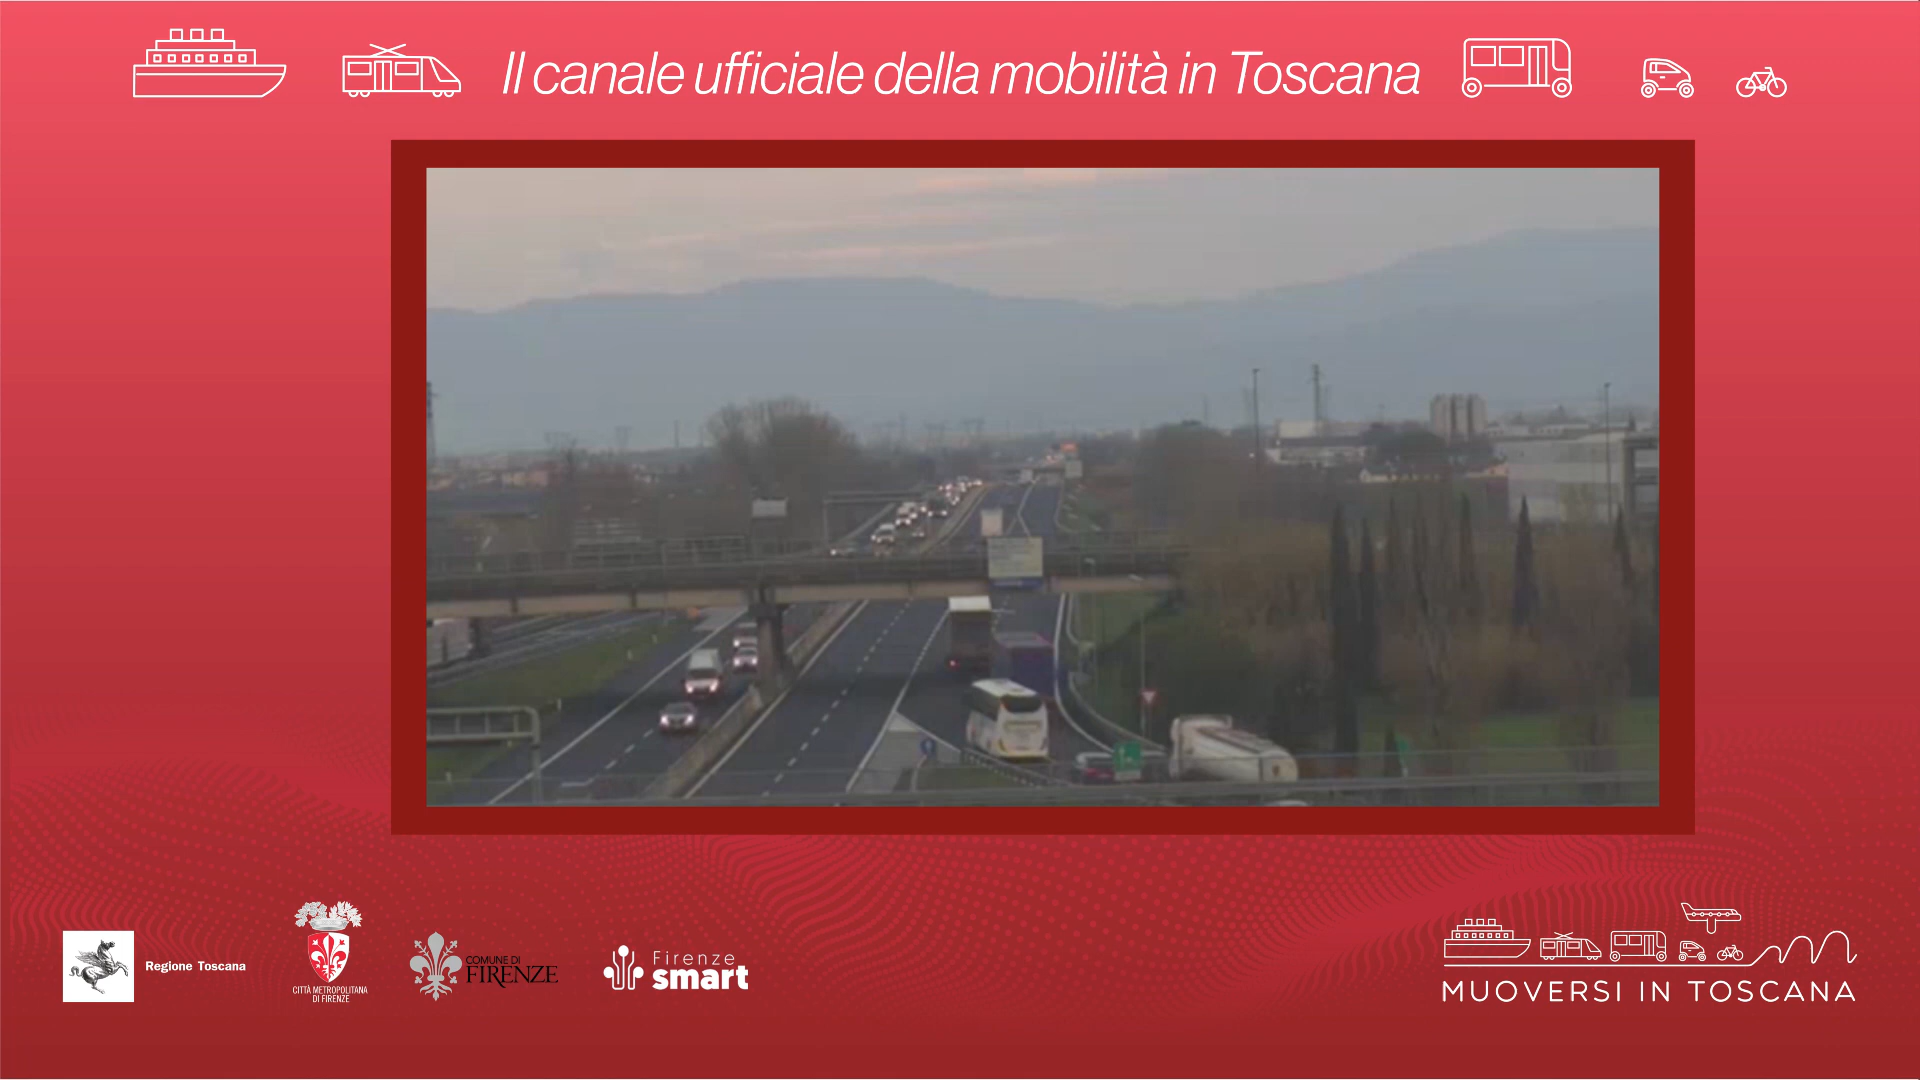 Il canale ufficiale della mobilità in Toscana
Regione Toscana
CITTÀ METROPOLITANA
DI FIRENZE
COMUNE DI
FIRENZE
Firenze
smart
MUOVERSI IN TOSCANA